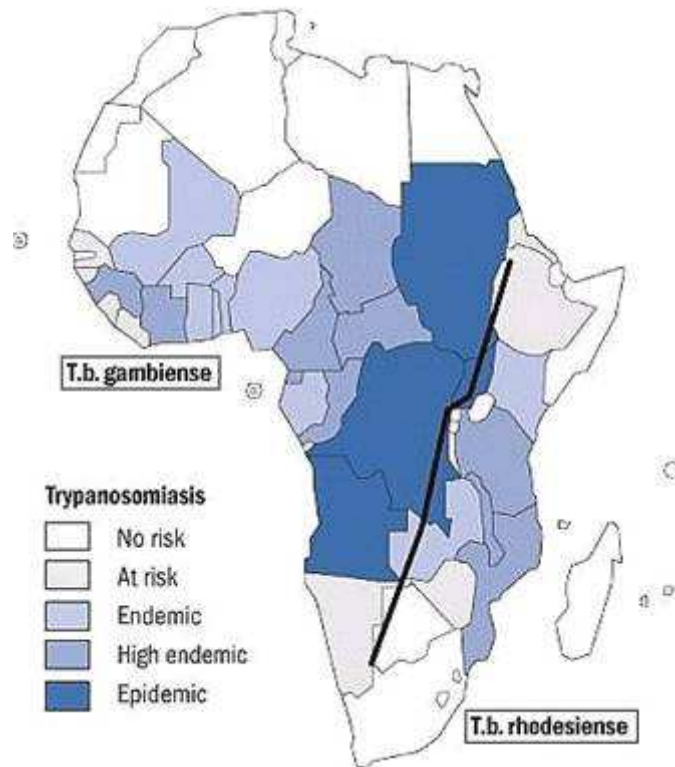 T.b. gambiense
Trypanosomiasis
No risk
At risk
Endemic
High endemic
Epidemic
T.b. rhodesiense